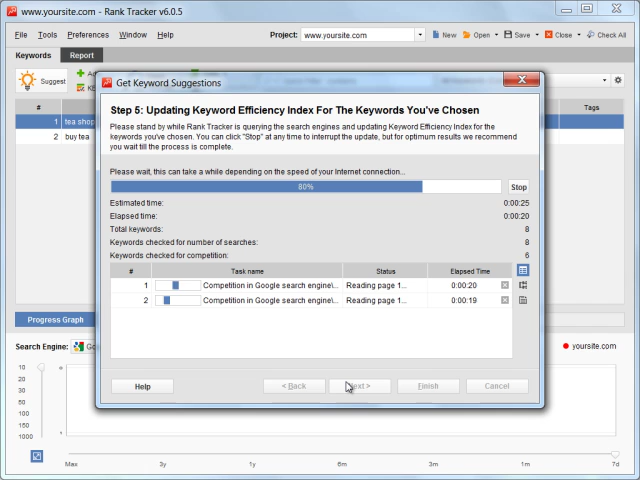 www.yoursite.com - Rank Tracker v6.0.5
File Tools Preferences Window Help
Project: www.yoursite.com
New Open Save Close Check All
Keywords Report
Suggest
#
Tags
1 tea shop
2 buy tea
Get Keyword Suggestions
Step 5: Updating Keyword Efficiency Index For The Keywords You've Chosen
Please stand by while Rank Tracker is querying the search engines and updating Keyword Efficiency Index for the
keywords you've chosen. You can click "Stop" at any time to interrupt the update, but for optimum results we recommend
you wait till the process is complete.
Please wait, this can take a while depending on the speed of your Internet connection...
80%
Stop
Estimated time: 0:00:25
Elapsed time: 0:00:20
Total keywords: 8
Keywords checked for number of searches: 8
Keywords checked for competition: 6
# Task name Status Elapsed Time
1 Competition in Google search engine\... Reading page 1... 0:00:20
2 Competition in Google search engine\... Reading page 1... 0:00:19
Help < Back Next > Finish Cancel
Progress Graph
Search Engine:
yoursite.com
10
20
30
50
100
150
1000
Max 3y 1y 6m 3m 1m 7d